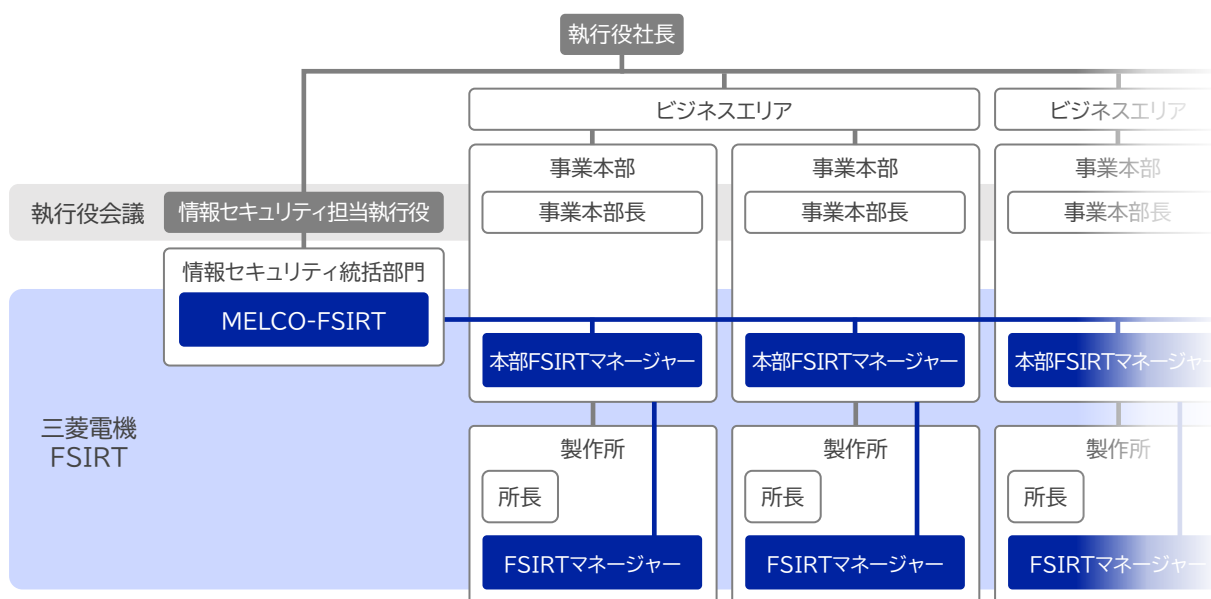 執行役社長
ビジネスエリア
ビジネスエリア
事業本部
事業本部
事業本部
執行役会議
情報セキュリティ担当執行役
事業本部長
事業本部長
事業本部長
情報セキュリティ統括部門
MELCO-FSIRT
本部FSIRTマネージャー
本部FSIRTマネージャー
本部FSIRTマネージャー
三菱電機
FSIRT
製作所
製作所
製作所
所長
所長
所長
FSIRTマネージャー
FSIRTマネージャー
FSIRTマネージャー